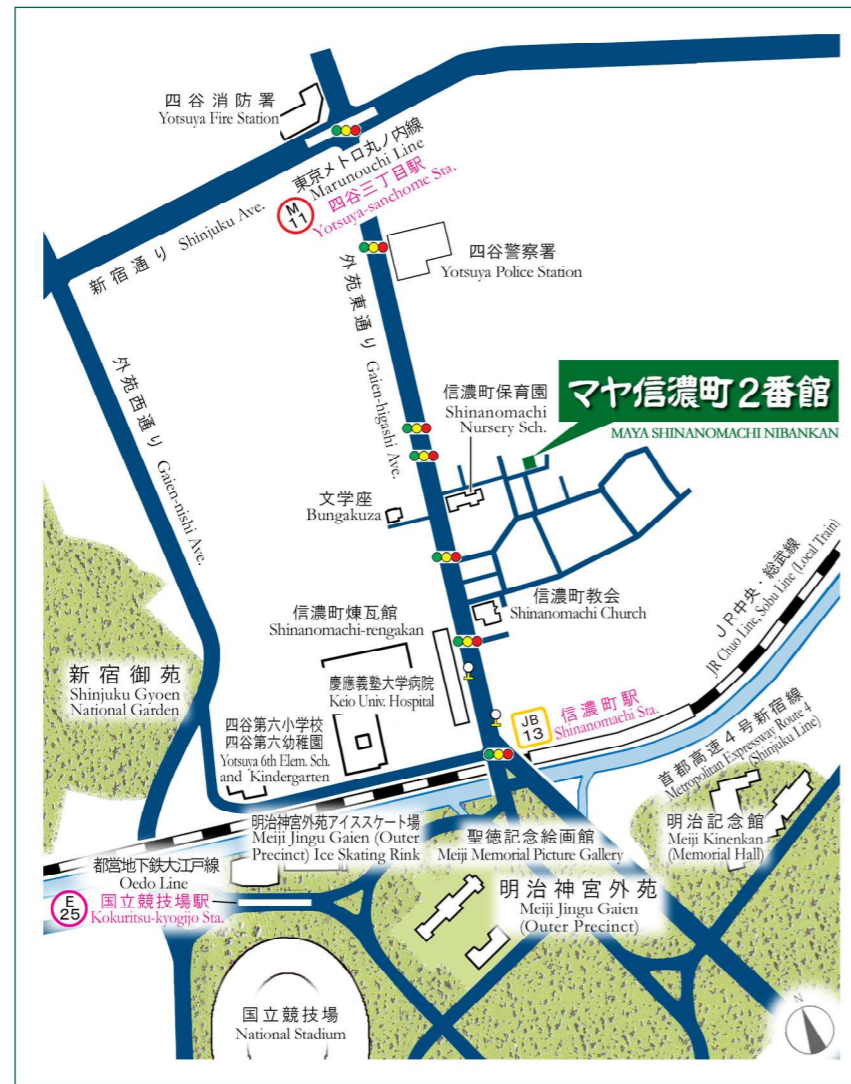 四谷消防署
Yotsuya Fire Station
東京メトロ丸ノ内線
Marunouchi Line
M
11
四谷三丁目駅
Yotsuya-sanchome Sta.
新宿通り Shinjuku Ave.
四谷警察署
Yotsuya Police Station
外苑東通り Gaien-higashi Ave.
外苑西通り Gaien-nishi Ave.
信濃町保育園
Shinanomachi
Nursery Sch.
マヤ信濃町2番館
MAYA SHINANOMACHI NIBANKAN
文学座
Bungakuza
信濃町教会
Shinanomachi Church
信濃町煉瓦館
Shinanomachi-rengakan
JR中央・総武線
JR Chuo Line, Sobu Line (Local Train)
新宿御苑
Shinjuku Gyoen
National Garden
慶應義塾大学病院
Keio Univ. Hospital
JB
13
信濃町駅
Shinanomachi Sta.
四谷第六小学校
四谷第六幼稚園
Yotsuya 6th Elem. Sch.
and Kindergarten
首都高速4号新宿線
Metropolitan Expressway Route 4
(Shinjuku Line)
明治神宮外苑アイススケート場
Meiji Jingu Gaien (Outer
Precinct) Ice Skating Rink
聖徳記念絵画館
Meiji Memorial Picture Gallery
明治記念館
Meiji Kinenkan
(Memorial Hall)
都営地下鉄大江戸線
Oedo Line
E
25
国立競技場駅
Kokuritsu-kyogijo Sta.
明治神宮外苑
Meiji Jingu Gaien
(Outer Precinct)
国立競技場
National Stadium
N